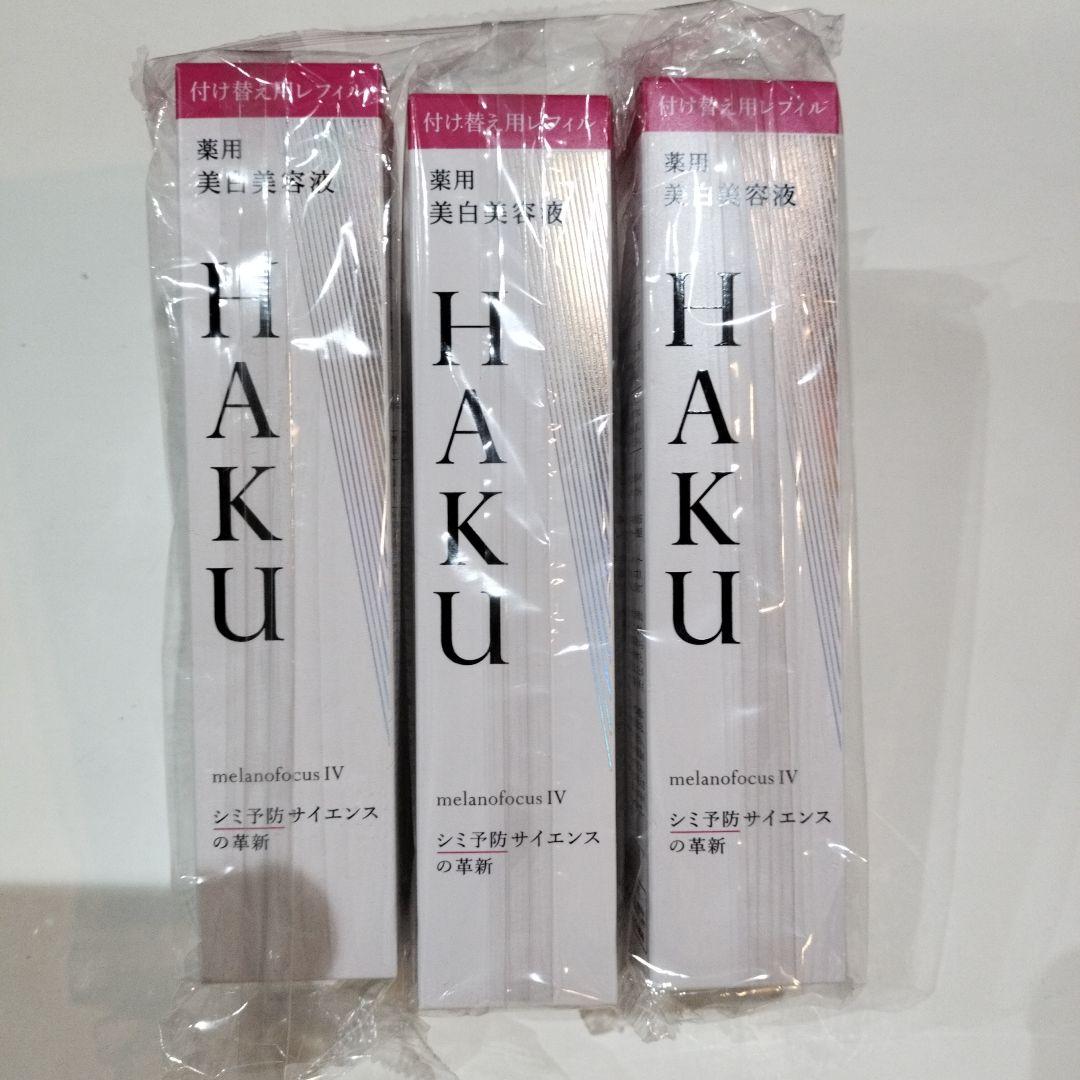 付け替え用レフィル
薬用
美白美容液
HAKU
melanofocus IV
シミ予防サイエンス
の革新
付け替え用レフィル
薬用
美白美容液
HAKU
melanofocus IV
シミ予防サイエンス
の革新
付け替え用レフィル
薬用
美白美容液
HAKU
melanofocus IV
シミ予防サイエンス
の革新